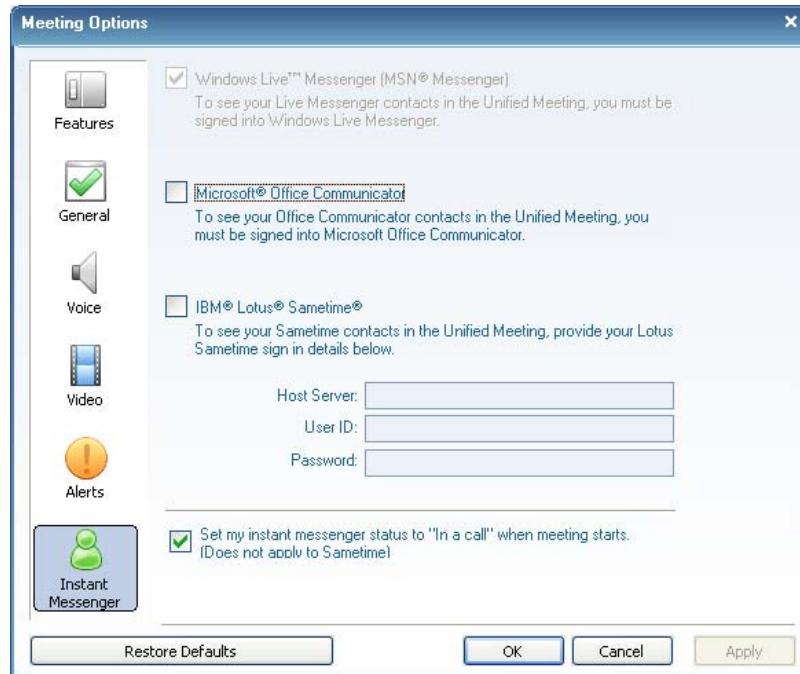 Meeting Options
Features
General
Voice
Video
Alerts
Instant
Messenger
Windows Live™ Messenger (MSN® Messenger)
To see your Live Messenger contacts in the Unified Meeting, you must be
signed into Windows Live Messenger.
Microsoft® Office Communicator
To see your Office Communicator contacts in the Unified Meeting, you
must be signed into Microsoft Office Communicator.
IBM® Lotus® Sametime®
To see your Sametime contacts in the Unified Meeting, provide your Lotus
Sametime sign in details below.
Host Server:
User ID:
Password:
Set my instant messenger status to "In a call" when meeting starts.
(Does not apply to Sametime)
Restore Defaults
OK
Cancel
Apply